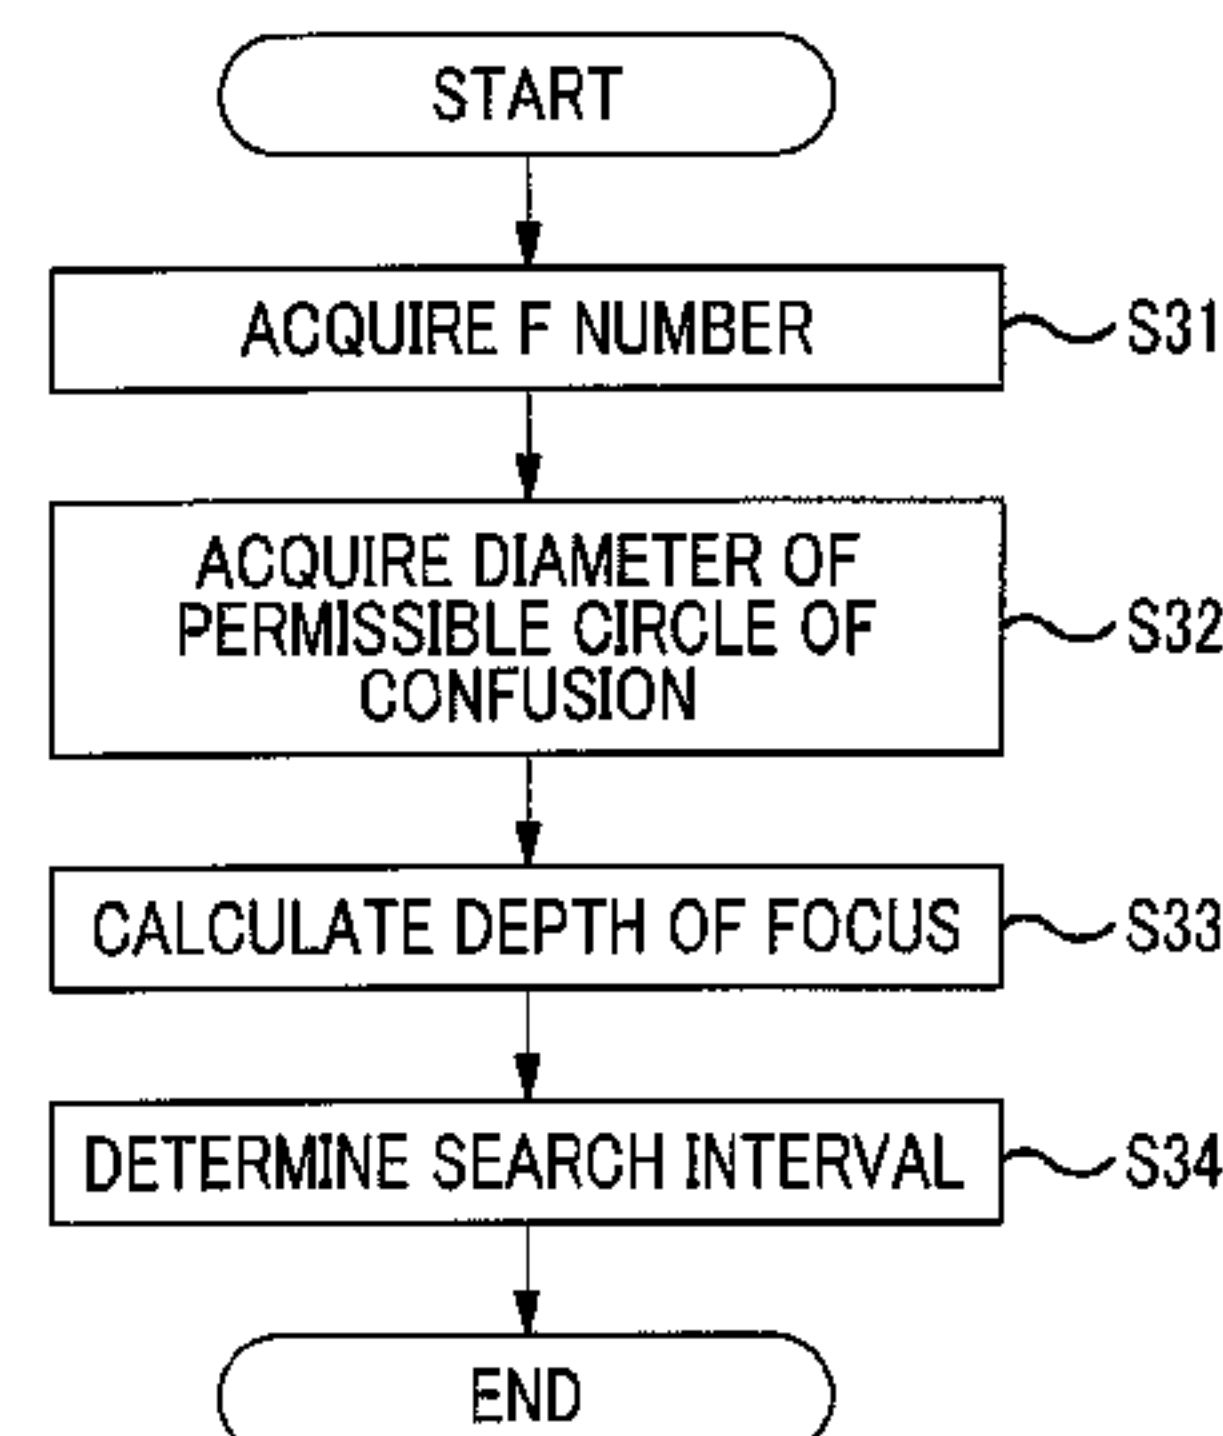 START
ACQUIRE F NUMBER
S31
ACQUIRE DIAMETER OF
PERMISSIBLE CIRCLE OF
CONFUSION
S32
CALCULATE DEPTH OF FOCUS
S33
DETERMINE SEARCH INTERVAL
S34
END